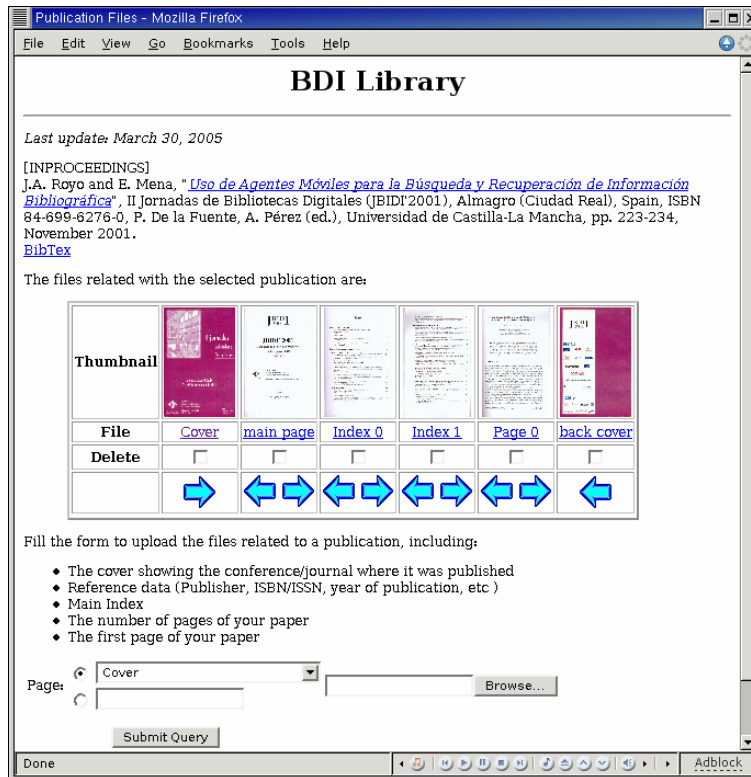 Publication Files - Mozilla Firefox
File Edit View Go Bookmarks Tools Help
BDI Library
Last update: March 30, 2005
[INPROCEEDINGS]
J.A. Royo and E. Mena, "Uso de Agentes Móviles para la Búsqueda y Recuperación de Información
Bibliográfica", II Jornadas de Bibliotecas Digitales (JBIDI'2001), Almagro (Ciudad Real), Spain, ISBN
84-699-6276-0, P. De la Fuente, A. Pérez (ed.), Universidad de Castilla-La Mancha, pp. 223-234,
November 2001.
BibTex
The files related with the selected publication are:
Thumbnail
File Cover main page Index 0 Index 1 Page 0 back cover
Delete
Fill the form to upload the files related to a publication, including:
The cover showing the conference/journal where it was published
Reference data (Publisher, ISBN/ISSN, year of publication, etc )
Main Index
The number of pages of your paper
The first page of your paper
Page: Cover Browse...
Submit Query
Done Adblock